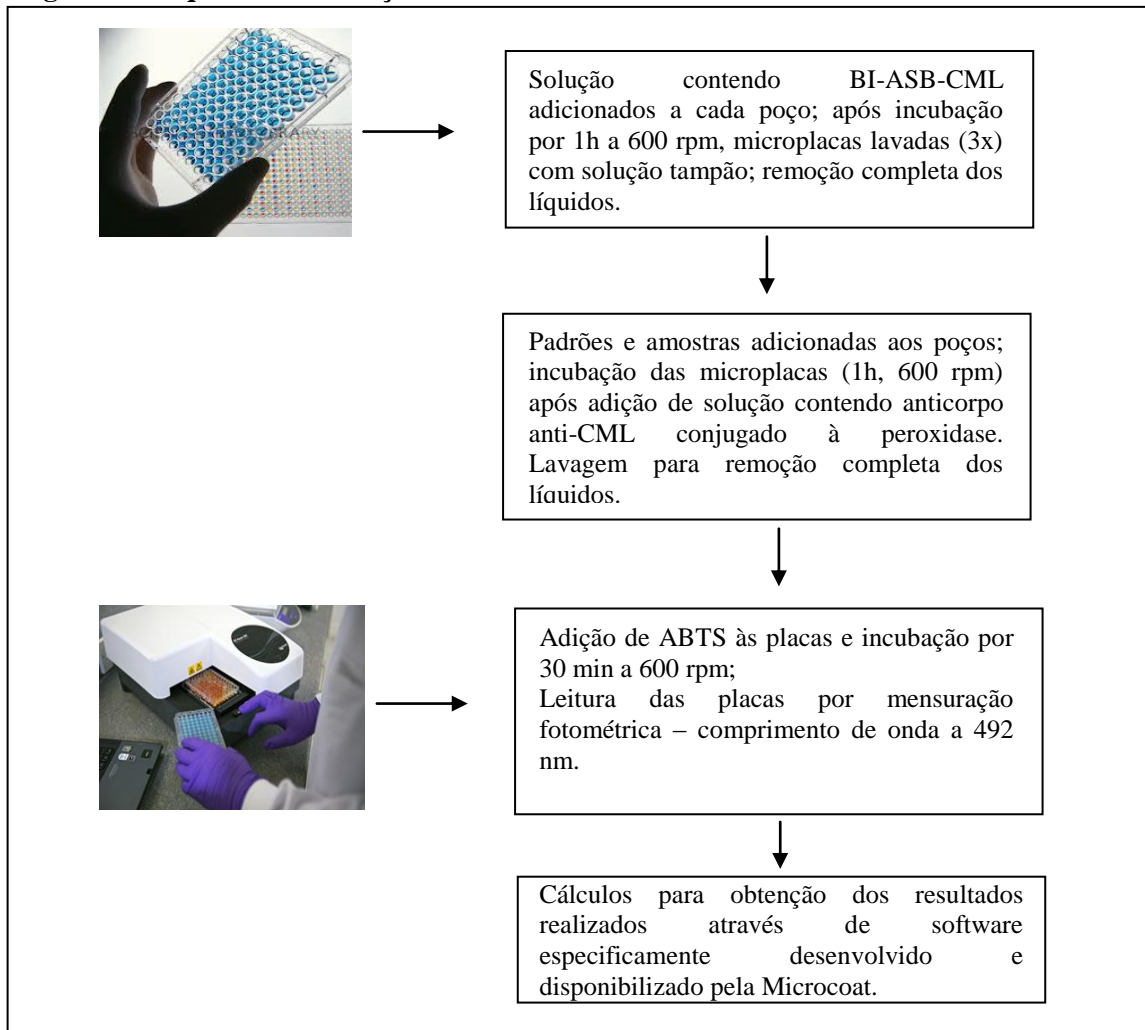 Solução contendo BI-ASB-CML
adicionados a cada poço; após incubação
por 1h a 600 rpm, microplacas lavadas (3x)
com solução tampão; remoção completa dos
líquidos.
Padrões e amostras adicionadas aos poços;
incubação das microplacas (1h, 600 rpm)
após adição de solução contendo anticorpo
anti-CML conjugado à peroxidase.
Lavagem para remoção completa dos
líquidos.
Adição de ABTS às placas e incubação por
30 min a 600 rpm;
Leitura das placas por mensuração
fotométrica – comprimento de onda a 492
nm.
Cálculos para obtenção dos resultados
realizados através de software
especificamente desenvolvido e
disponibilizado pela Microcoat.